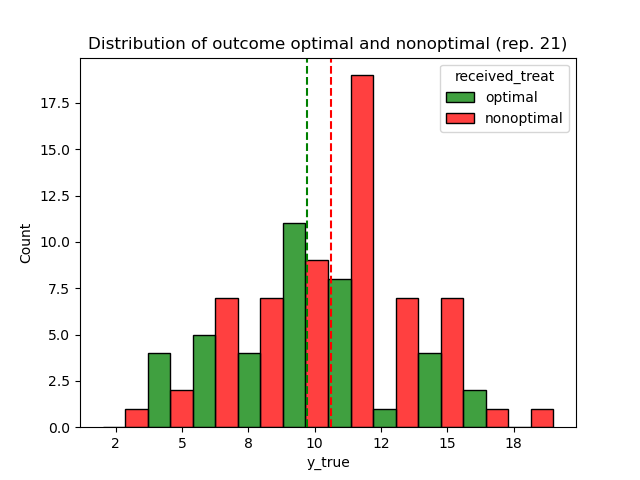 Distribution of outcome optimal and nonoptimal (rep. 21)
received_treat
optimal
nonoptimal
17.5
15.0
12.5
10.0
7.5
5.0
2.5
0.0
Count
2 5 8 10 12 15 18
y_true